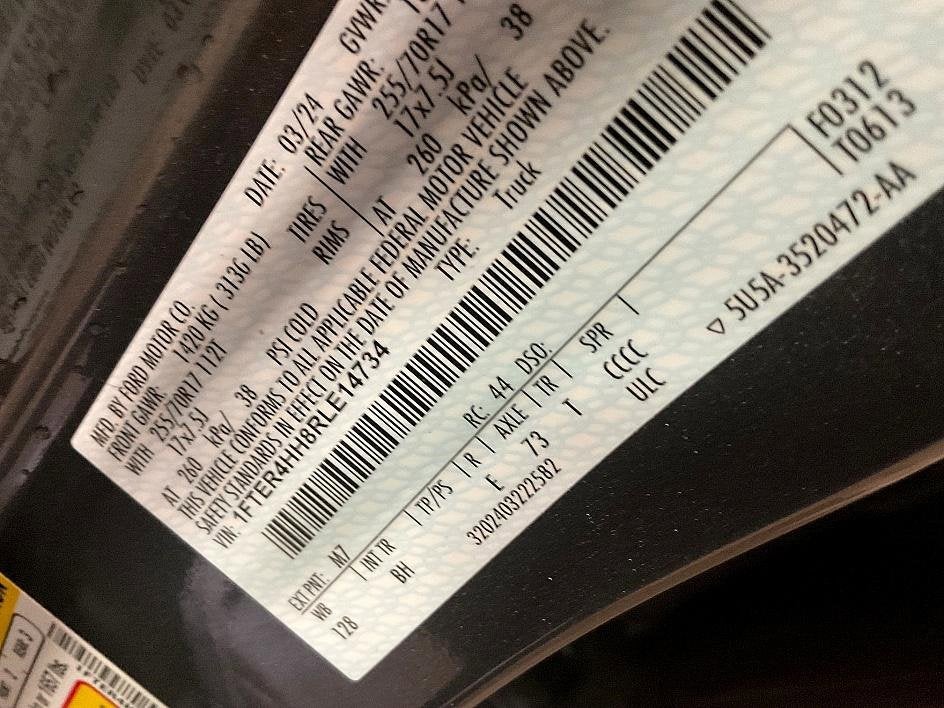 MFD. BY FORD MOTOR CO.
DATE: 03/24
GVWR:
FRONT GAWR: 1420 KG ( 3136 LB)
REAR GAWR:
WITH 255/70R17 112T TIRES WITH 255/70R17
17x7.5J RIMS 17x7.5J
AT 260 kPa/ 38 PSI COLD AT 260 kPa/ 38
THIS VEHICLE CONFORMS TO ALL APPLICABLE FEDERAL MOTOR VEHICLE
SAFETY STANDARDS IN EFFECT ON THE DATE OF MANUFACTURE SHOWN ABOVE.
VIN: 1FTER4HH8RLE14734 TYPE: Truck
F0312
T0613
EXT PNT: M7 RC: 44 DSO:
WB INT TR TP/PS R AXLE TR SPR
128 BH E 73 T CCCC
3202403222582 ULC
▽ 5U5A-3520472-AA